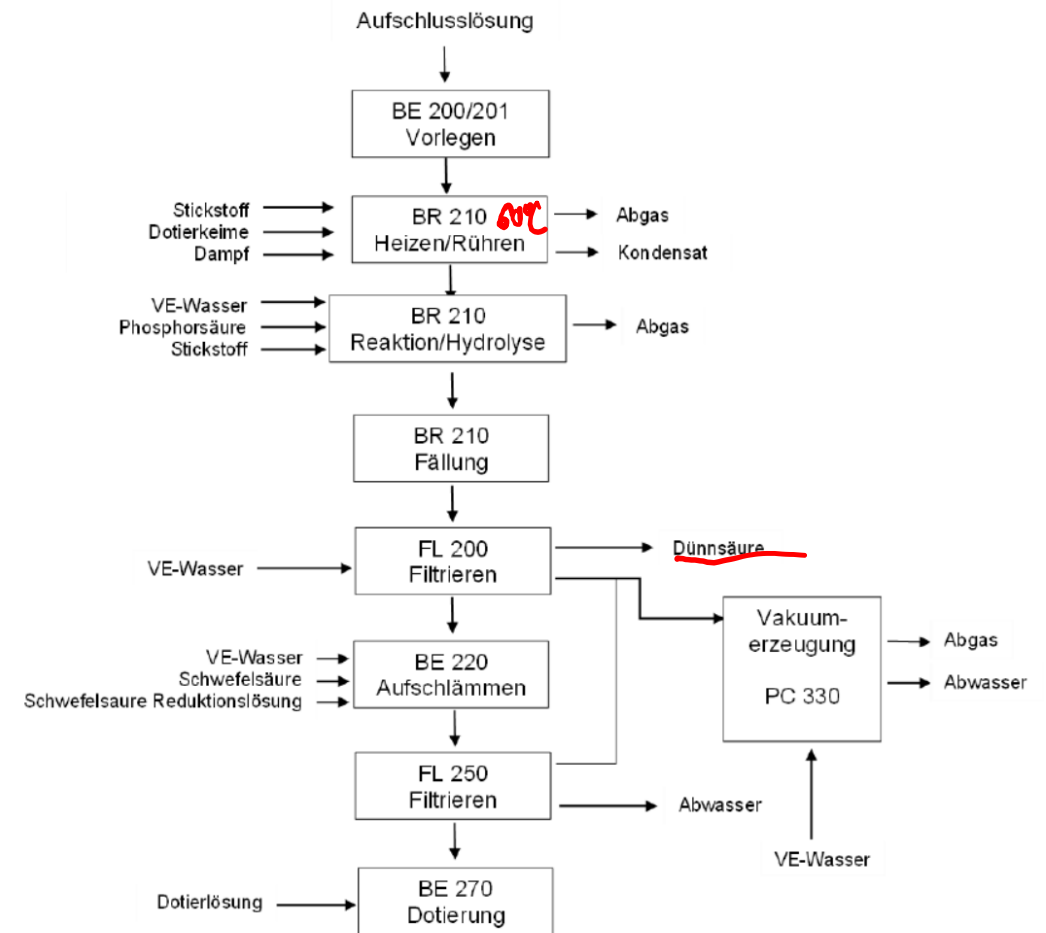 Aufschlusslösung
BE 200/201
Vorlegen
Stickstoff
Dotierkeime
Dampf
BR 210
Heizen/Rühren
Abgas
Kondensat
VE-Wasser
Phosphorsäure
Stickstoff
BR 210
Reaktion/Hydrolyse
Abgas
BR 210
Fällung
VE-Wasser
FL 200
Filtrieren
Dünnsäure
Vakuum-
erzeugung
PC 330
Abgas
Abwasser
VE-Wasser
VE-Wasser
Schwefelsäure
Schwefelsaure Reduktionslösung
BE 220
Aufschlämmen
FL 250
Filtrieren
Abwasser
Dotierlösung
BE 270
Dotierung